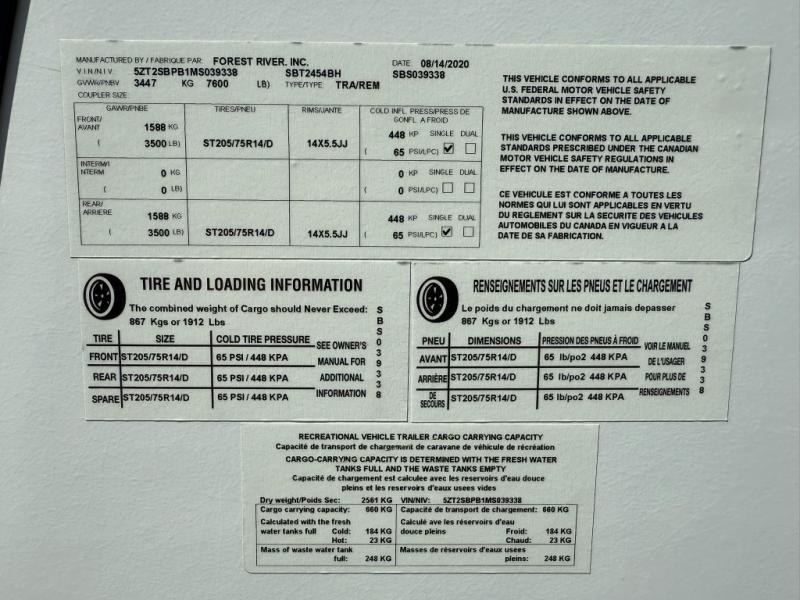 MANUFACTURED BY / FABRIQUE PAR: FOREST RIVER, INC. DATE 08/14/2020
VIN/NIV 5ZT2SBPB1MS039338 SBT2454BH SBS039338
GVWR/PNBV 3447 KG 7600 LB) TYPE/TYPE TRA/REM
COUPLER SIZE
GAWR/PNBE TIRES/PNEU RIMS/JANTE COLD INFL. PRESS/PRESS DE GONFL. A FROID
FRONT/ AVANT 1588 KG 448 KP SINGLE DUAL
( 3500 LB) ST205/75R14/D 14X5.5JJ ( 65 PSI/LPC)
INTERM/I NTERM 0 KG 0 KP SINGLE DUAL
( 0 LB) ( 0 PSI/LPC)
REAR/ ARRIERE 1588 KG 448 KP SINGLE DUAL
( 3500 LB) ST205/75R14/D 14X5.5JJ ( 65 PSI/LPC)
THIS VEHICLE CONFORMS TO ALL APPLICABLE
U.S. FEDERAL MOTOR VEHICLE SAFETY
STANDARDS IN EFFECT ON THE DATE OF
MANUFACTURE SHOWN ABOVE.
THIS VEHICLE CONFORMS TO ALL APPLICABLE
STANDARDS PRESCRIBED UNDER THE CANADIAN
MOTOR VEHICLE SAFETY REGULATIONS IN
EFFECT ON THE DATE OF MANUFACTURE.
CE VEHICULE EST CONFORME A TOUTES LES
NORMES QUI LUI SONT APPLICABLES EN VERTU
DU REGLEMENT SUR LA SECURITE DES VEHICULES
AUTOMOBILES DU CANADA EN VIGUEUR A LA
DATE DE SA FABRICATION.
TIRE AND LOADING INFORMATION
The combined weight of Cargo should Never Exceed:
867 Kgs or 1912 Lbs
TIRE SIZE COLD TIRE PRESSURE
FRONT ST205/75R14/D 65 PSI / 448 KPA
REAR ST205/75R14/D 65 PSI / 448 KPA
SPARE ST205/75R14/D 65 PSI / 448 KPA
SEE OWNER'S
MANUAL FOR
ADDITIONAL
INFORMATION
SBS039338
RENSEIGNEMENTS SUR LES PNEUS ET LE CHARGEMENT
Le poids du chargement ne doit jamais depasser
867 Kgs or 1912 Lbs
PNEU DIMENSIONS PRESSION DES PNEUS À FROID
AVANT ST205/75R14/D 65 lb/po2 448 KPA
ARRIÈRE ST205/75R14/D 65 lb/po2 448 KPA
DE SECOURS ST205/75R14/D 65 lb/po2 448 KPA
VOIR LE MANUEL
DE L'USAGER
POUR PLUS DE
RENSEIGNEMENTS
SBS039338
RECREATIONAL VEHICLE TRAILER CARGO CARRYING CAPACITY
Capacité de transport de chargement de caravane de véhicule de récréation
CARGO-CARRYING CAPACITY IS DETERMINED WITH THE FRESH WATER
TANKS FULL AND THE WASTE TANKS EMPTY
Capacité de chargement est calculee avec les reservoirs d'eau douce
pleins et les reservoirs d'eaux usees vides
Dry weight/Poids Sec: 2561 KG VIN/NIV: 5ZT2SBPB1MS039338
Cargo carrying capacity: 660 KG Capacité de transport de chargement: 660 KG
Calculated with the fresh Calculé ave les réservoirs d'eau
water tanks full Cold: 184 KG douce pleins Froid: 184 KG
Hot: 23 KG Chaud: 23 KG
Mass of waste water tank Masses de réservoirs d'eaux usees
full: 248 KG pleins: 248 KG